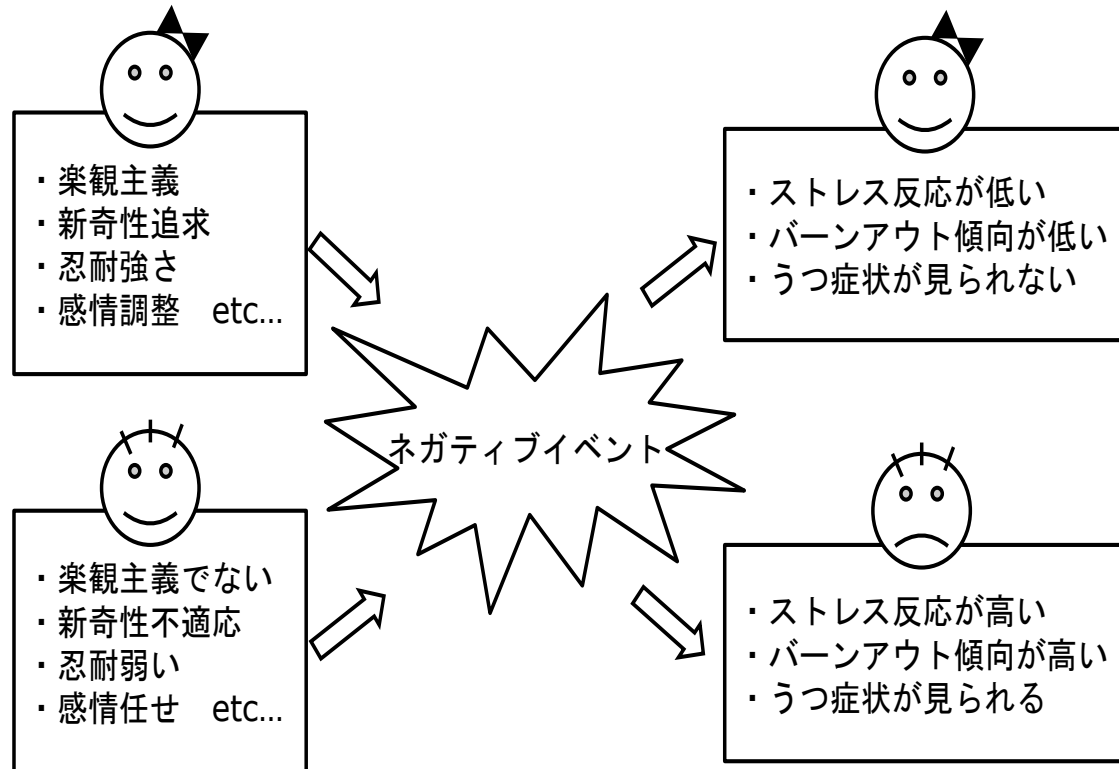 ・楽観主義
・新奇性追求
・忍耐強さ
・感情調整　etc...
・ストレス反応が低い
・バーンアウト傾向が低い
・うつ症状が見られない
ネガティブイベント
・楽観主義でない
・新奇性不適応
・忍耐弱い
・感情任せ　etc...
・ストレス反応が高い
・バーンアウト傾向が高い
・うつ症状が見られる